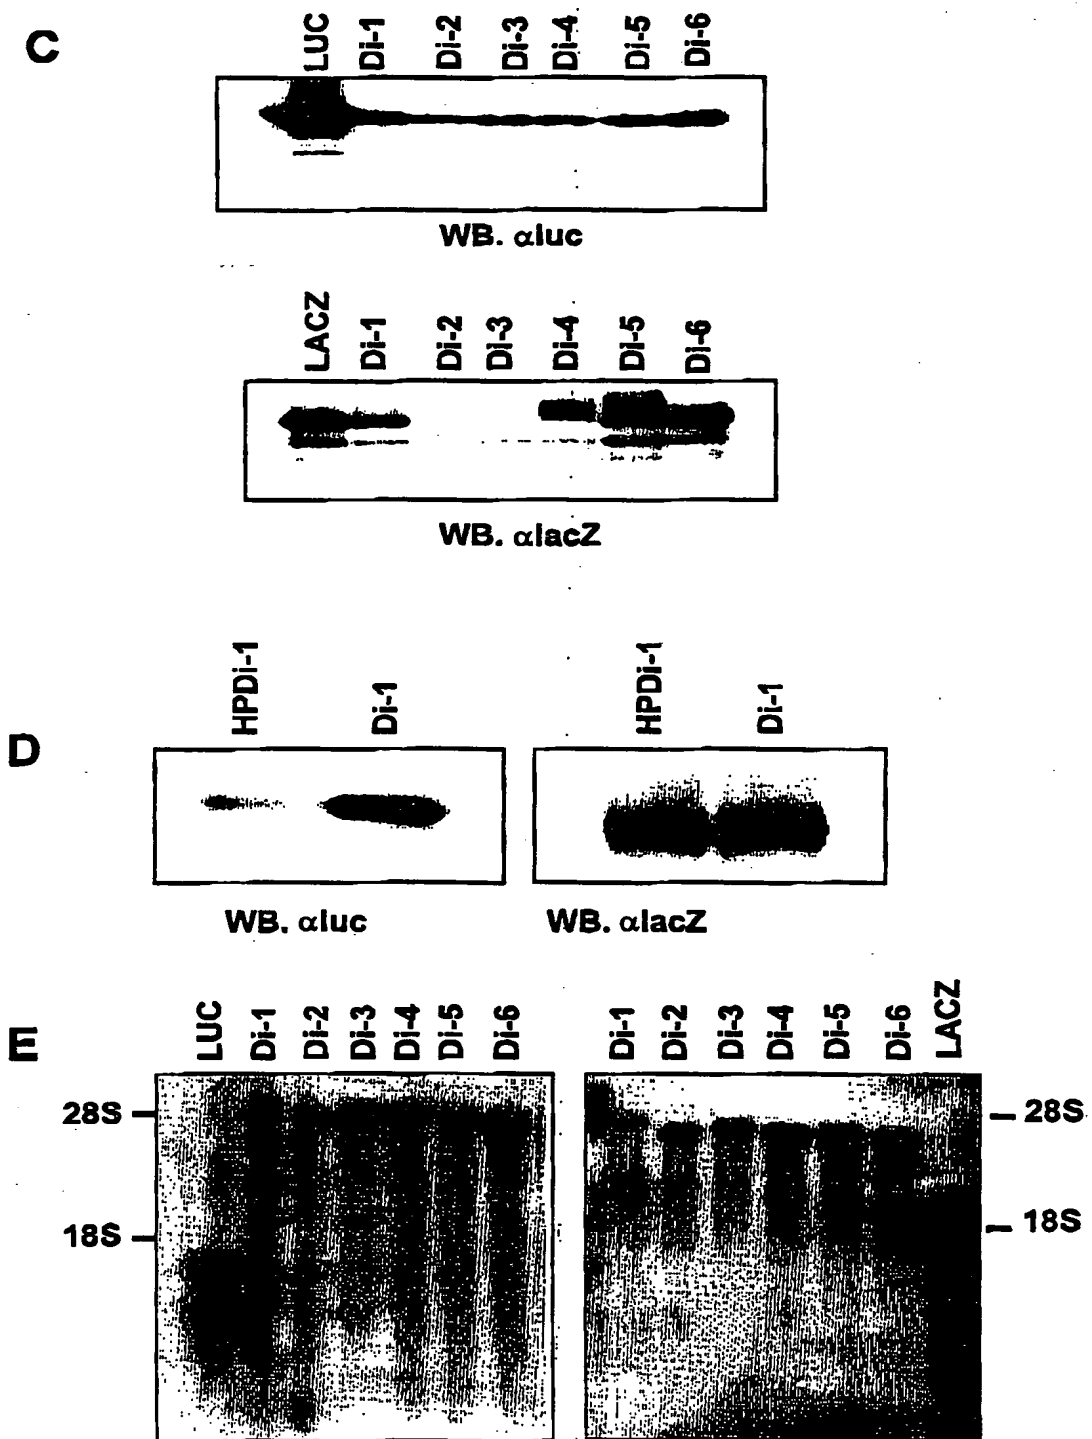 C
LUC Di-1 Di-2 Di-3 Di-4 Di-5 Di-6
WB. αluc
LACZ Di-1 Di-2 Di-3 Di-4 Di-5 Di-6
WB. αlacZ
D
HPDi-1 Di-1
HPDi-1 Di-1
WB. αluc
WB. αlacZ
E
LUC Di-1 Di-2 Di-3 Di-4 Di-5 Di-6
Di-1 Di-2 Di-3 Di-4 Di-5 Di-6 LACZ
28S
28S
18S
18S